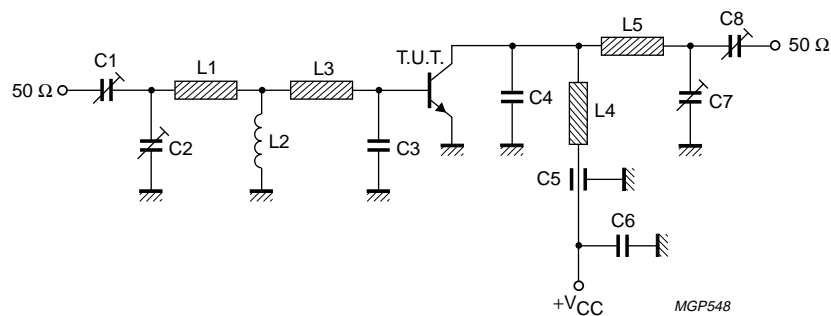 50 Ω
C1
L1
L3
T.U.T.
L5
C8
50 Ω
C2
L2
C3
C4
L4
C7
C5
C6
+VCC
MGP548